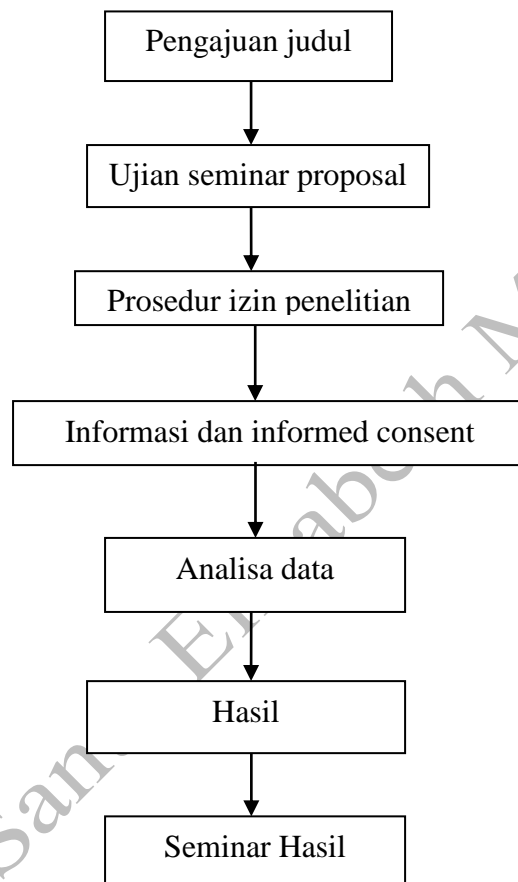 Pengajuan judul
Ujian seminar proposal
Prosedur izin penelitian
Informasi dan informed consent
Analisa data
Hasil
Seminar Hasil